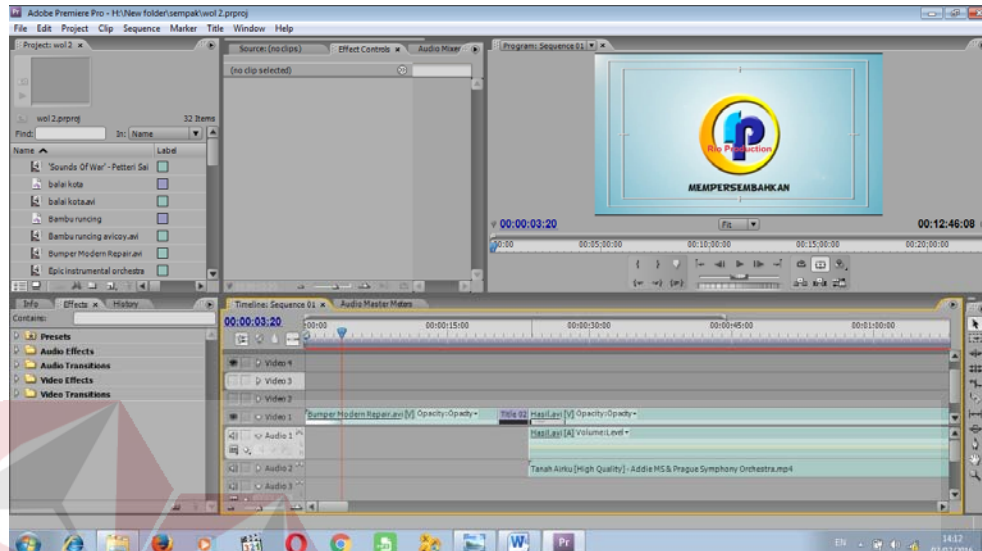 Adobe Premiere Pro - H:\New folder\sempak\wol 2.prproj
File Edit Project Clip Sequence Marker Title Window Help
Project: wol 2
Source: (no clips) Effect Controls Audio Mixer
Program: Sequence 01
(no clip selected)
wol 2.prproj 32 Items
Find: In: Name
Name Label
'Sounds Of War' - Petteri Sai
balai kota
balai kota.avi
Bambu runcing
Bambu runcing avicoy.avi
Bumper Modern Repair.avi
Epic instrumental orchestra
Rio Production
MEMPERSEMBAHKAN
00:00:03:20 Fit 00:12:46:08
00:00 00:05:00:00 00:10:00:00 00:15:00:00 00:20:00:00
Info Effects History
Contains:
Presets
Audio Effects
Audio Transitions
Video Effects
Video Transitions
Timeline: Sequence 01 Audio Master Meters
00:00:03:20
00:00 00:00:15:00 00:00:30:00 00:00:45:00 00:01:00:00
Video 4
Video 3
Video 2
Video 1 Bumper Modern Repair.avi [V] Opacity:Opacity Title 02 Hasil.avi [V] Opacity:Opacity
Audio 1 Hasil.avi [A] Volume:Level
Audio 2 Tanah Airku [High Quality] - Addie MS & Prague Symphony Orchestra.mp4
Audio 3
EN 14:12